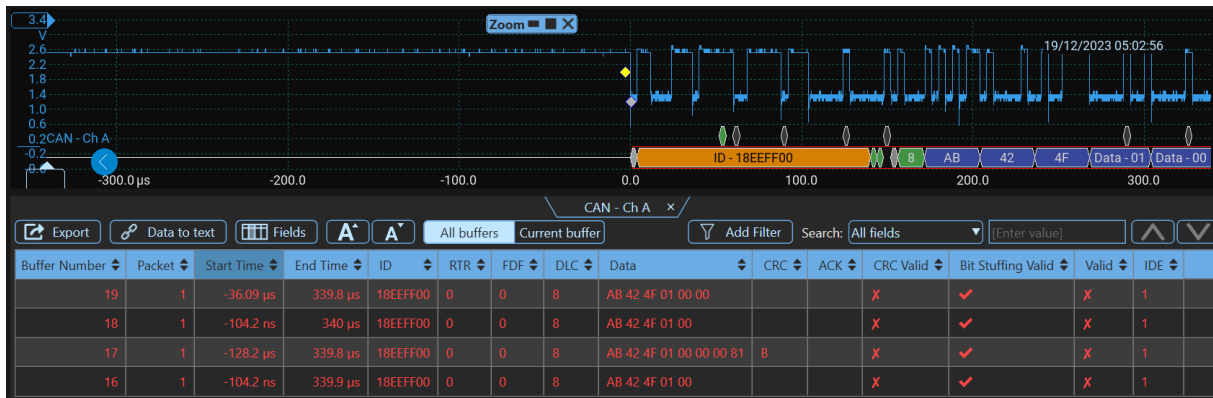 3.4
Zoom
V
2.6
19/12/2023 05:02:56
2.2
1.8
1.4
1.0
0.6
0.2 CAN - Ch A
-0.2
ID - 18EEFF00 8 AB 42 4F Data - 01 Data - 00
-0.6
-300.0 µs -200.0 -100.0 0.0 100.0 200.0 300.0
CAN - Ch A ×
Export Data to text Fields A A All buffers Current buffer Add Filter Search: All fields [Enter value]
Buffer Number Packet Start Time End Time ID RTR FDF DLC Data CRC ACK CRC Valid Bit Stuffing Valid Valid IDE
19 1 -36.09 µs 339.8 µs 18EEFF00 0 0 8 AB 42 4F 01 00 00 ✗ ✓ ✗ 1
18 1 -104.2 ns 340 µs 18EEFF00 0 0 8 AB 42 4F 01 00 ✗ ✓ ✗ 1
17 1 -128.2 µs 339.8 µs 18EEFF00 0 0 8 AB 42 4F 01 00 00 00 81 B ✗ ✓ ✗ 1
16 1 -104.2 ns 339.9 µs 18EEFF00 0 0 8 AB 42 4F 01 00 ✗ ✓ ✗ 1